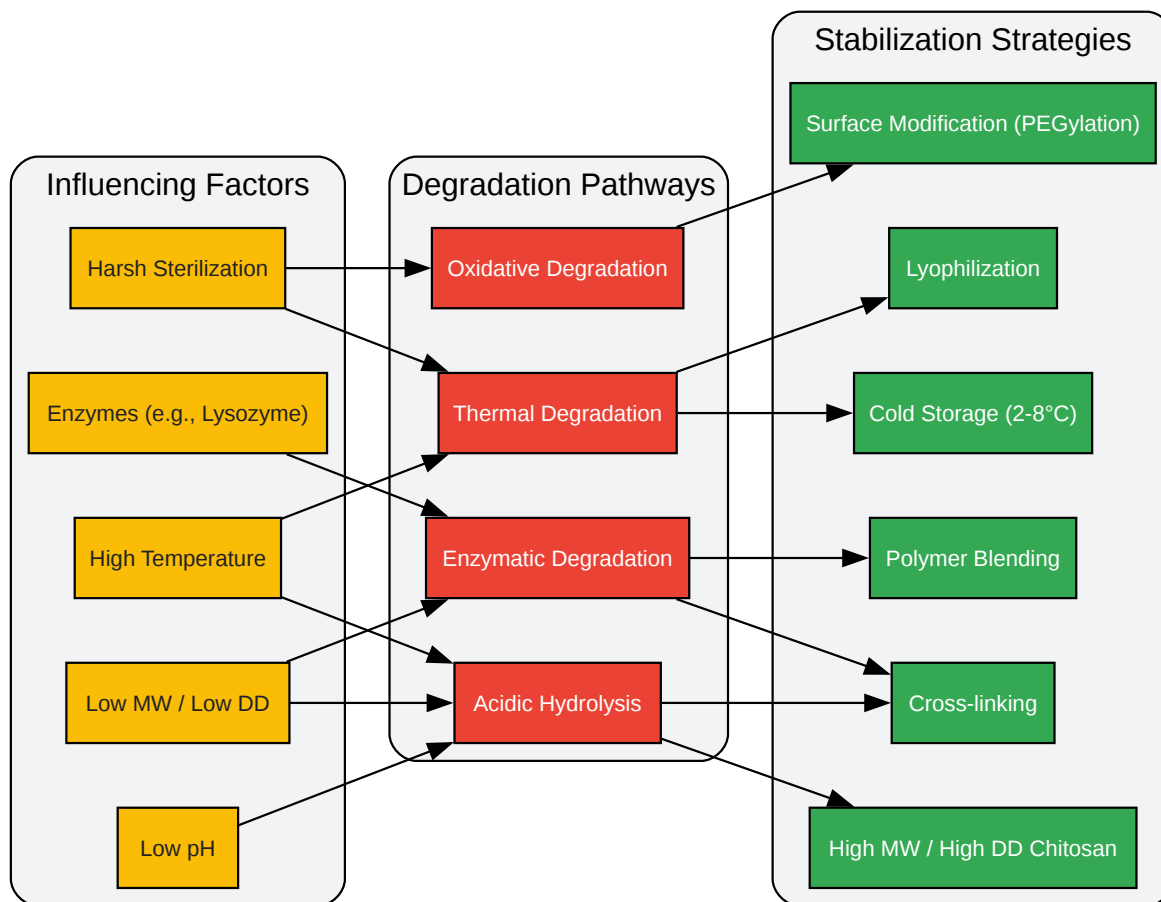 Influencing Factors
Harsh Sterilization
Enzymes (e.g., Lysozyme)
High Temperature
Low MW / Low DD
Low pH
Degradation Pathways
Oxidative Degradation
Thermal Degradation
Enzymatic Degradation
Acidic Hydrolysis
Stabilization Strategies
Surface Modification (PEGylation)
Lyophilization
Cold Storage (2-8°C)
Polymer Blending
Cross-linking
High MW / High DD Chitosan